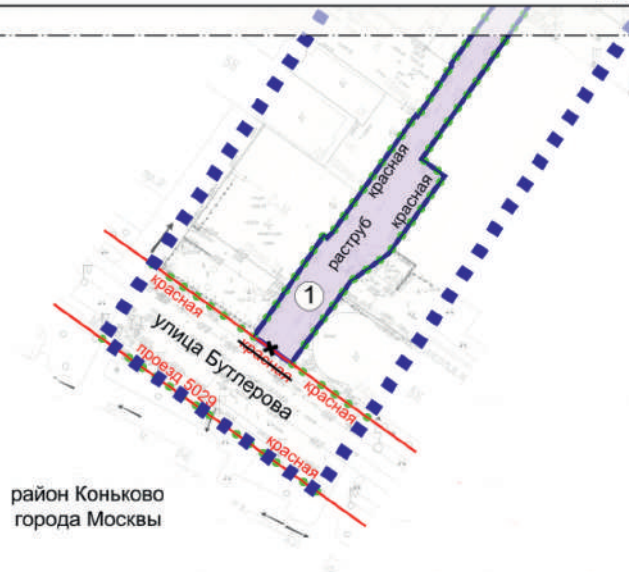 красная
красная
раструб
1
красная
улица Бутлерова
красная
красная
проезд 5029
красная
район Коньково
города Москвы